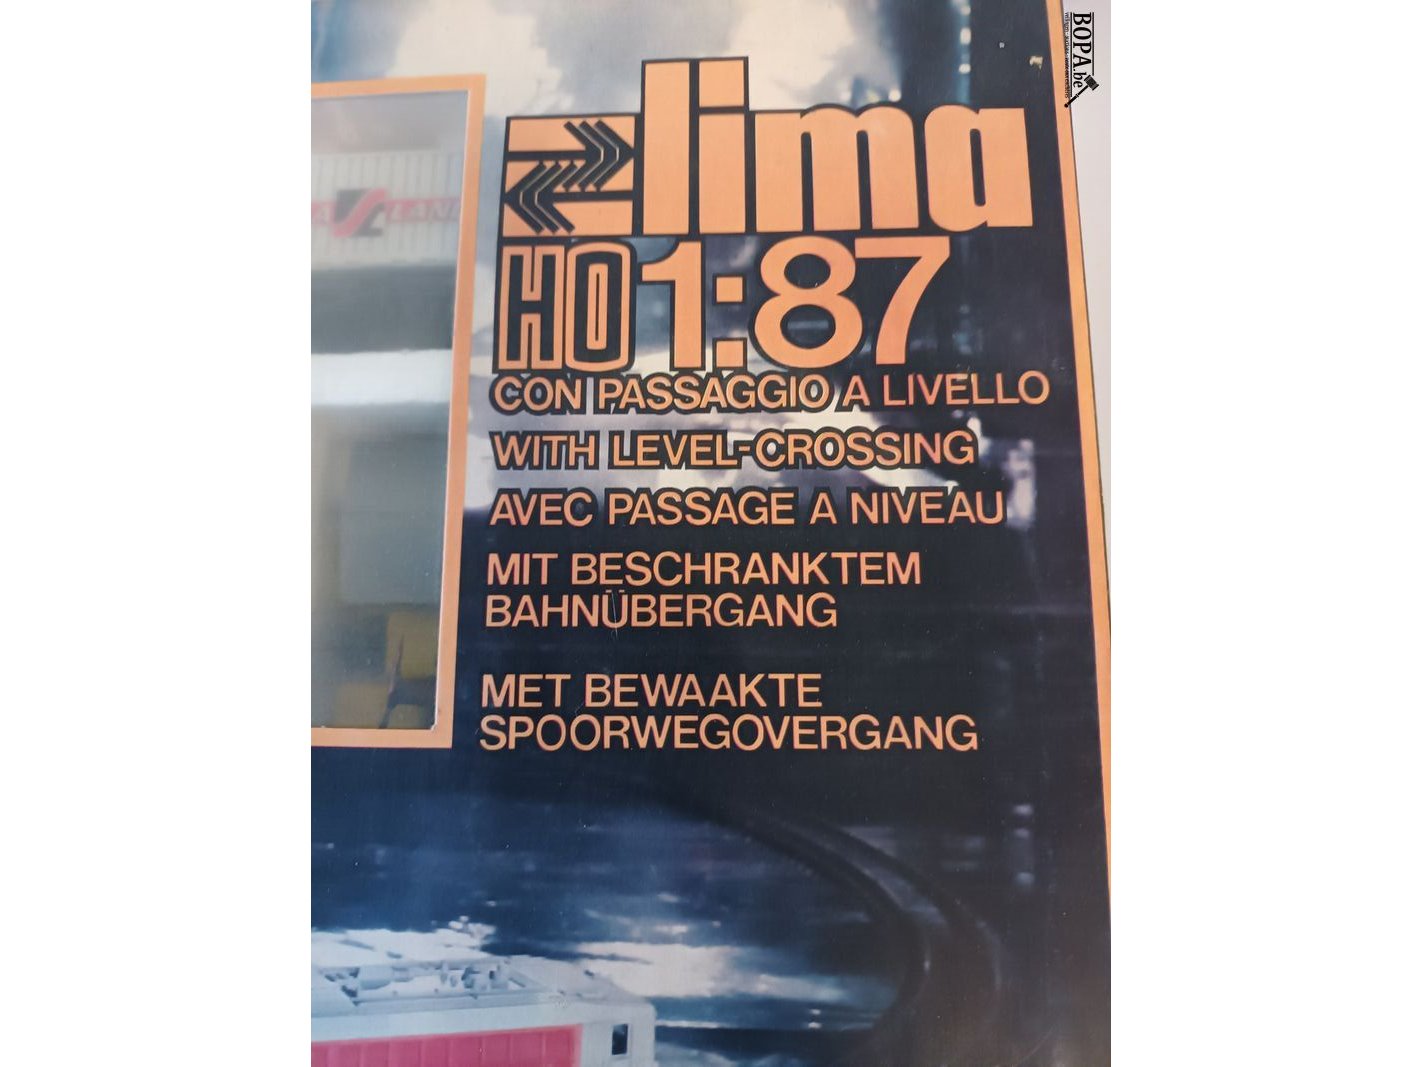 BOPA.be
lima
HO 1:87
CON PASSAGGIO A LIVELLO
WITH LEVEL-CROSSING
AVEC PASSAGE A NIVEAU
MIT BESCHRANKTEM
BAHNÜBERGANG
MET BEWAAKTE
SPOORWEGOVERGANG